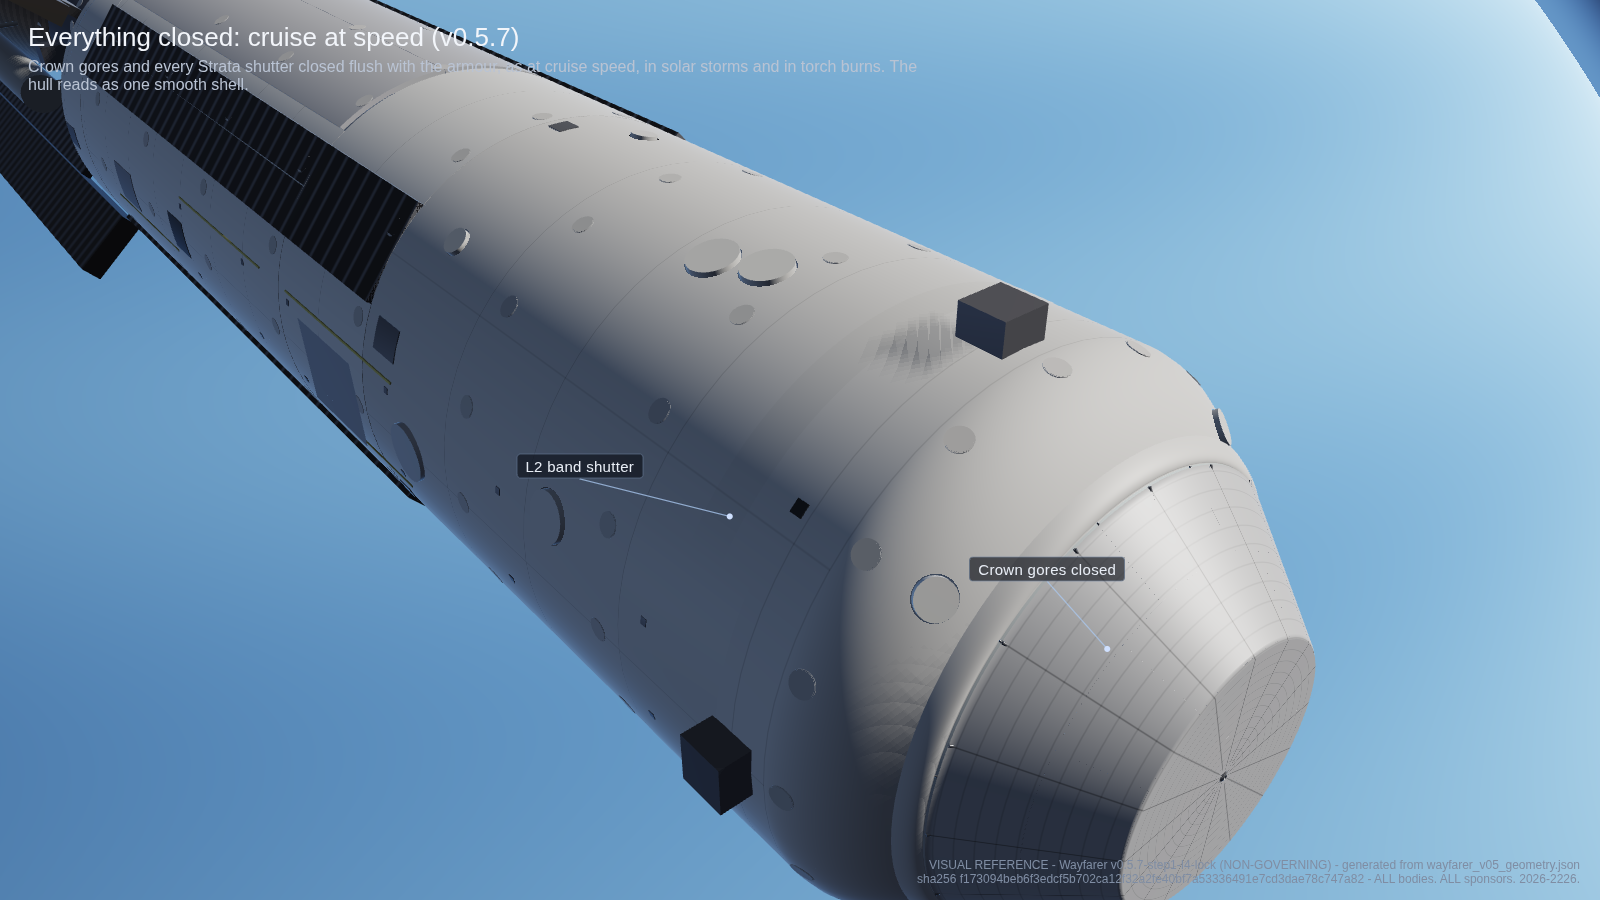 Everything closed: cruise at speed (v0.5.7)
Crown gores and every Strata shutter closed flush with the armour, as at cruise speed, in solar storms and in torch burns. The
hull reads as one smooth shell.
L2 band shutter
Crown gores closed
VISUAL REFERENCE - Wayfarer (NON-GOVERNING) - generated from wayfarer_v05_geometry.json
sha256 - ALL bodies. ALL sponsors. 2026-2226.